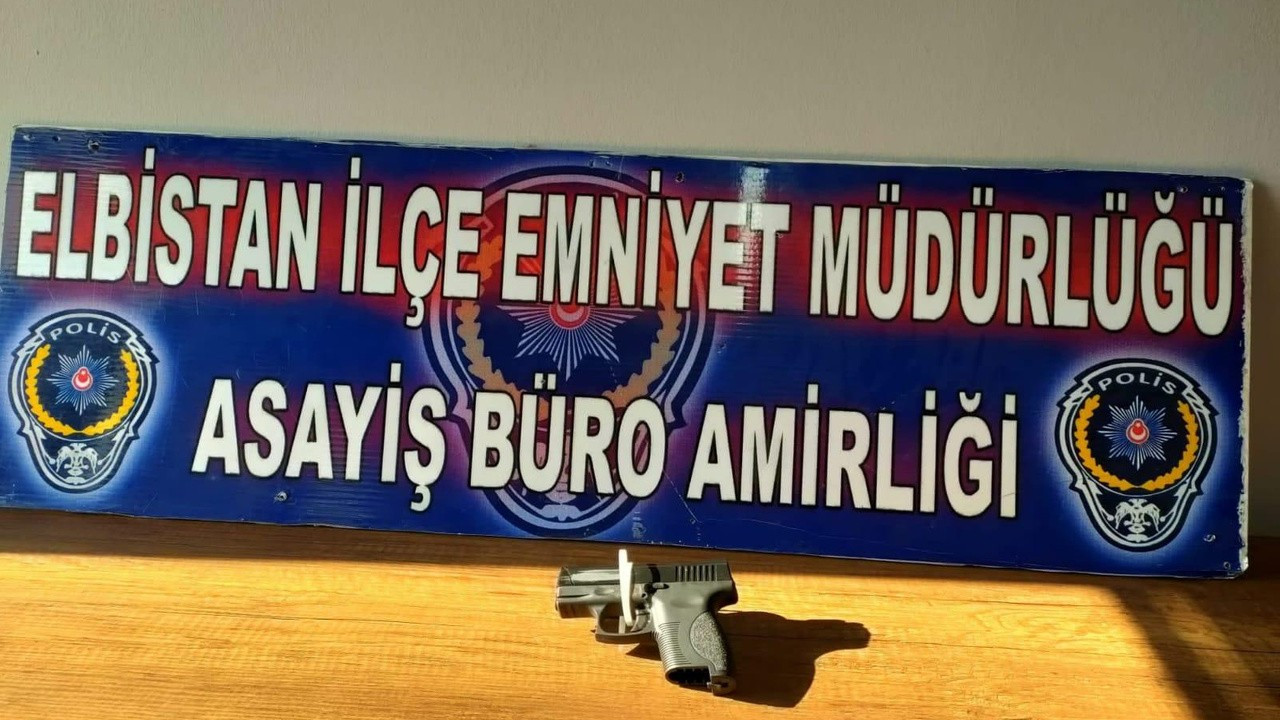 ELBİSTAN İLÇE EMNİYET MÜDÜRLÜĞÜ
ASAYİŞ BÜRO AMİRLİĞİ
POLİS
POLİS